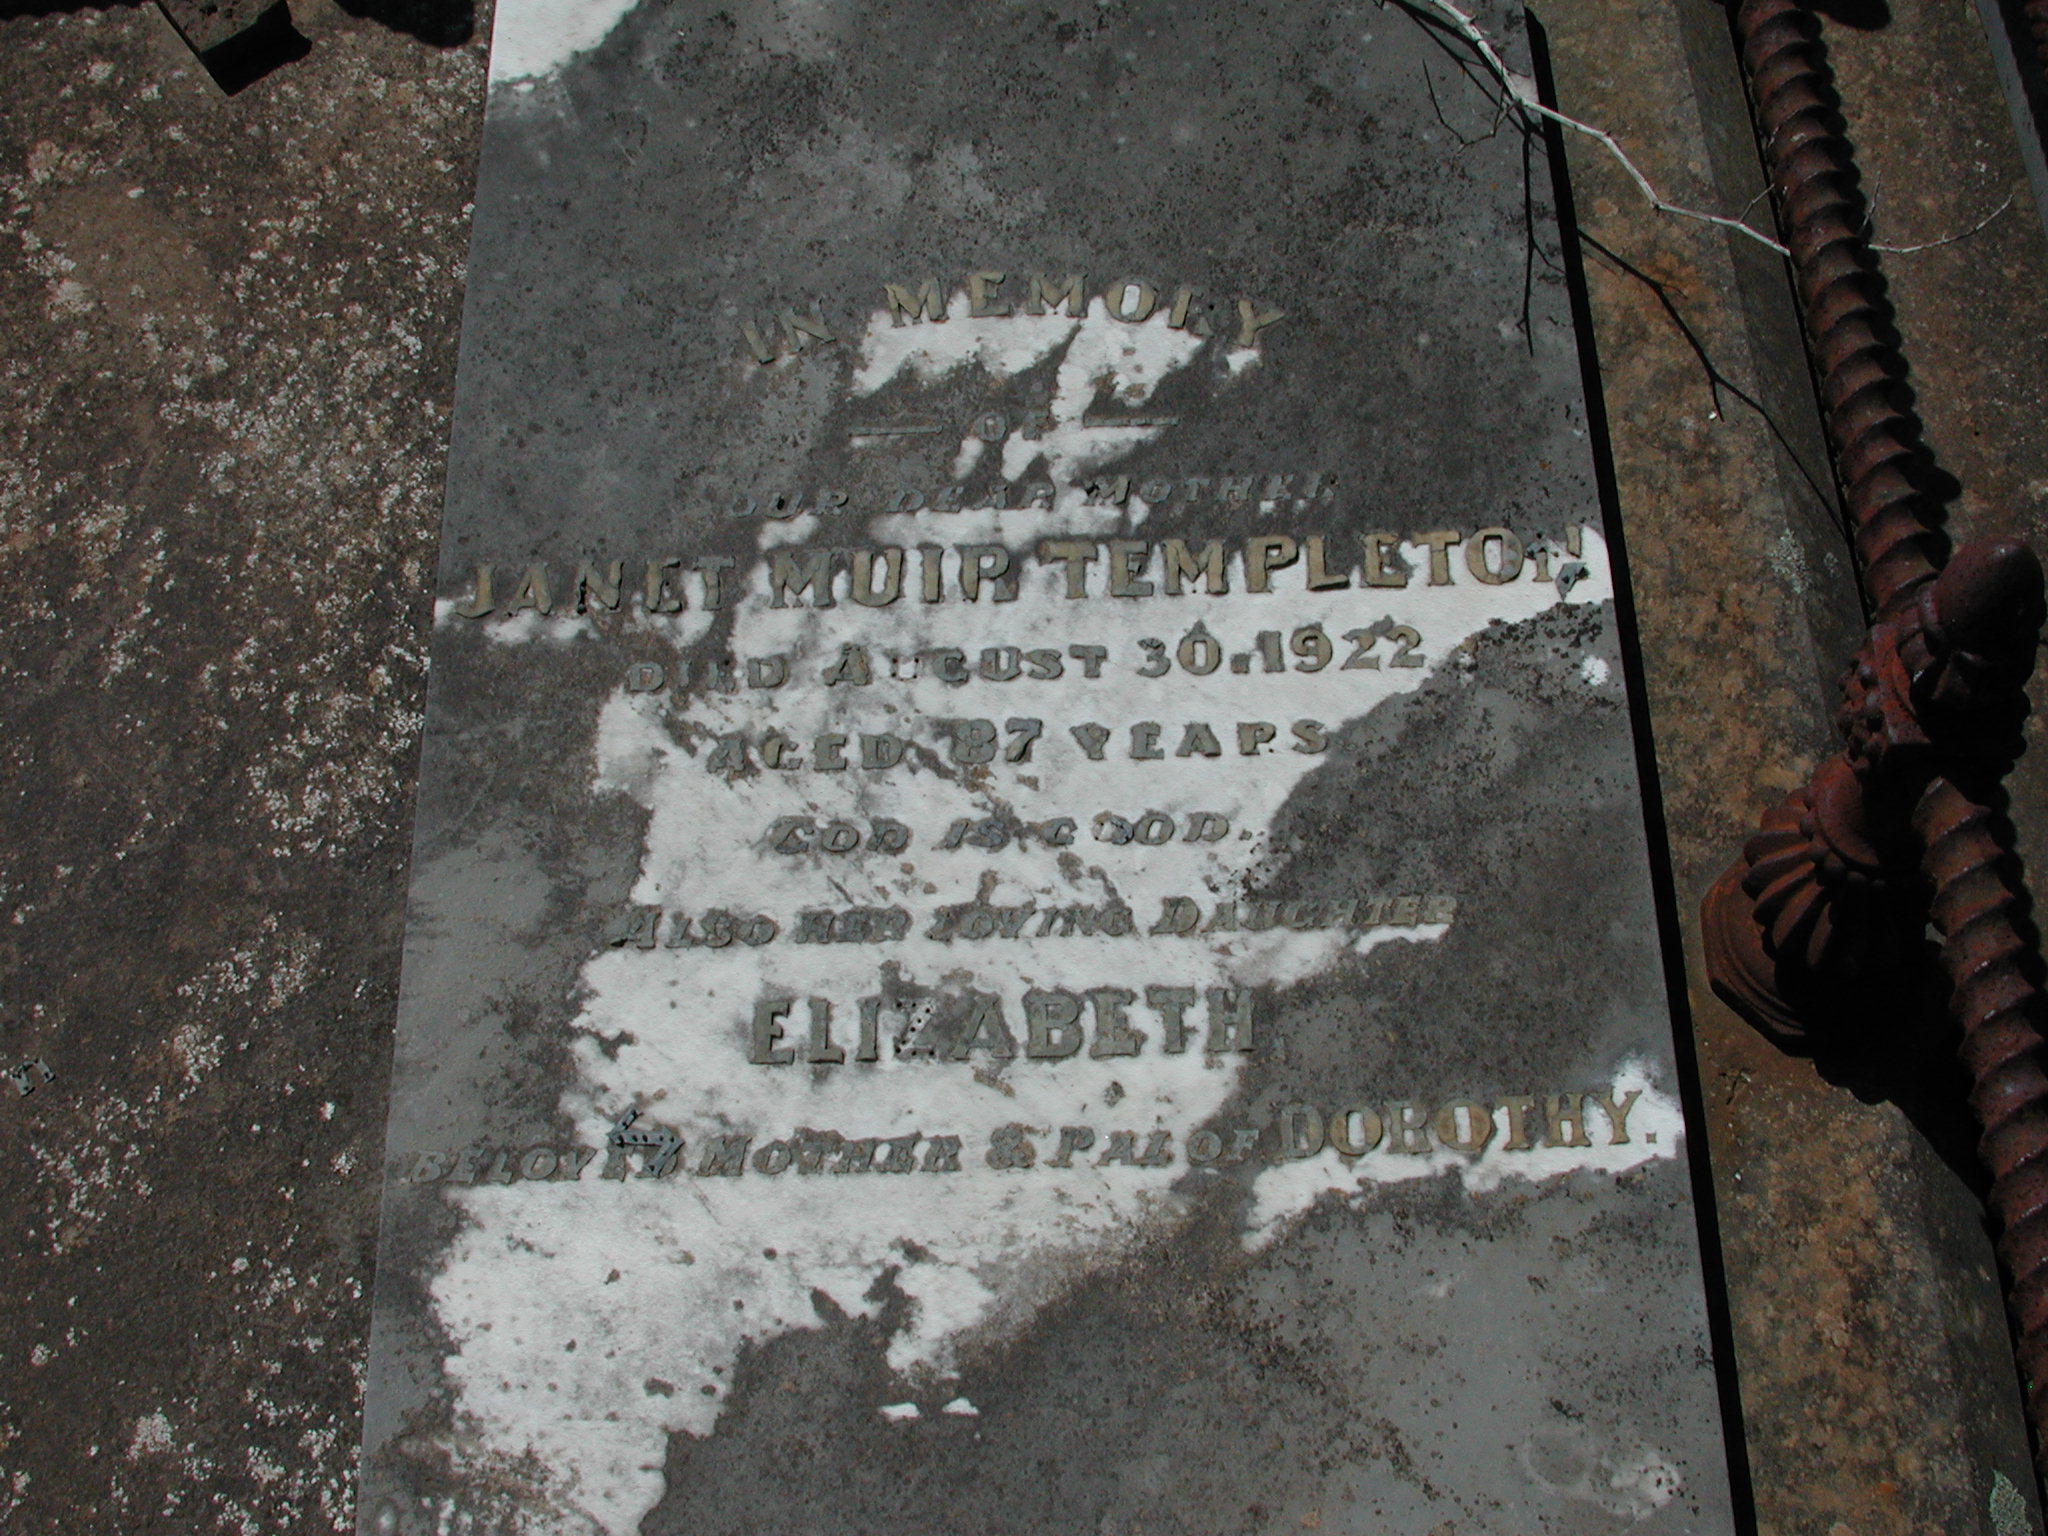 IN MEMORY
— OF —
OUR DEAR MOTHER
JANET MUIR TEMPLETON
DIED AUGUST 30.1922
AGED 87 YEARS
GOD IS GOOD.
ALSO HER LOVING DAUGHTER
ELIZABETH
BELOVED MOTHER & PAL OF DOROTHY.